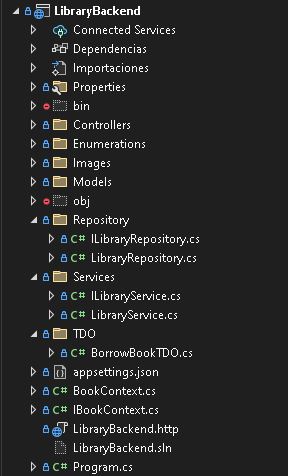 LibraryBackend
Connected Services
Dependencias
Importaciones
Properties
bin
Controllers
Enumerations
Images
Models
obj
Repository
C# ILibraryRepository.cs
C# LibraryRepository.cs
Services
C# ILibraryService.cs
C# LibraryService.cs
TDO
C# BorrowBookTDO.cs
appsettings.json
C# BookContext.cs
C# IBookContext.cs
LibraryBackend.http
LibraryBackend.sln
C# Program.cs